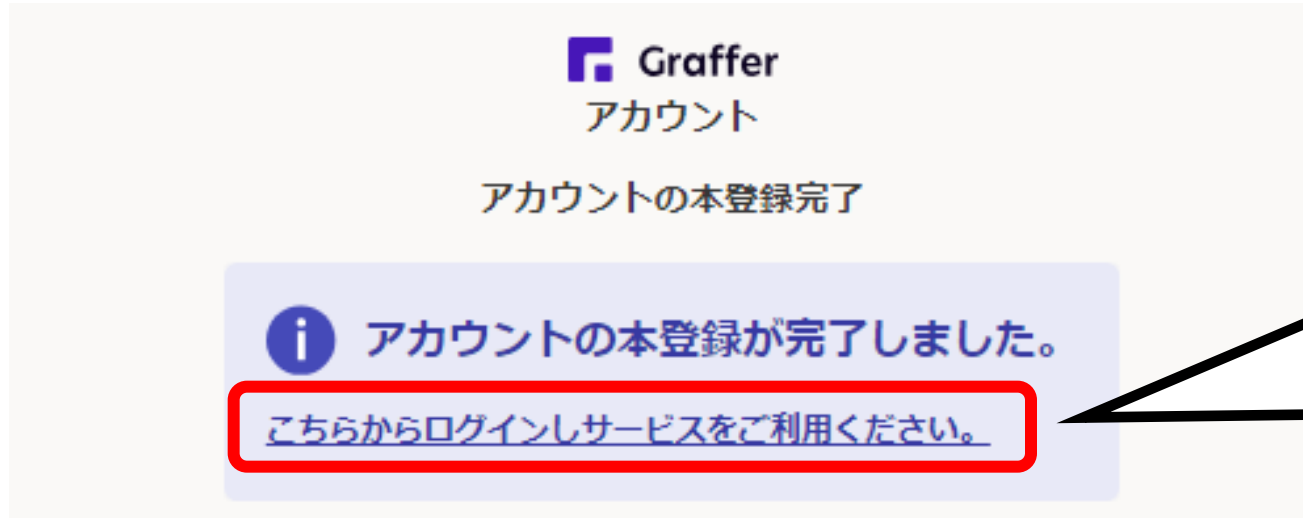 Graffer
アカウント
アカウントの本登録完了
アカウントの本登録が完了しました。
こちらからログインしサービスをご利用ください。